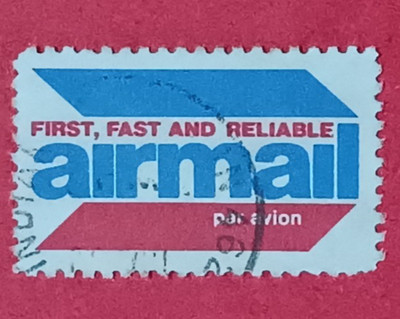 FIRST, FAST AND RELIABLE
airmail
par avion